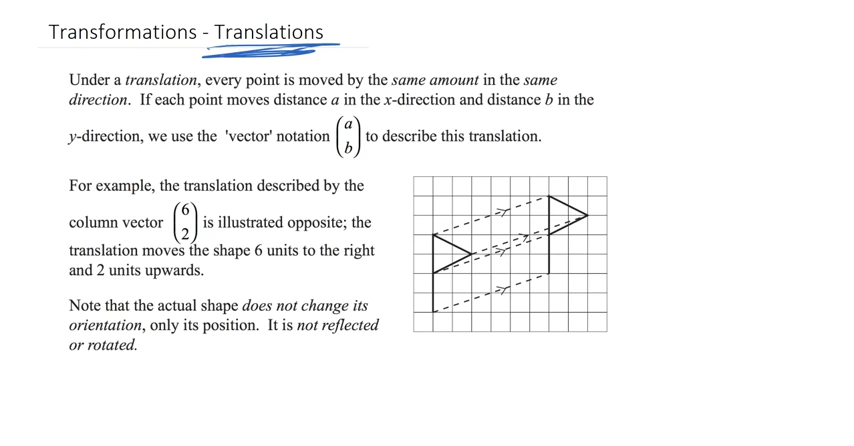 Transformations - Translations
Under a translation, every point is moved by the same amount in the same
direction. If each point moves distance a in the x-direction and distance b in the
y-direction, we use the 'vector' notation (a b) to describe this translation.
For example, the translation described by the
column vector (6 2) is illustrated opposite; the
translation moves the shape 6 units to the right
and 2 units upwards.
Note that the actual shape does not change its
orientation, only its position. It is not reflected
or rotated.